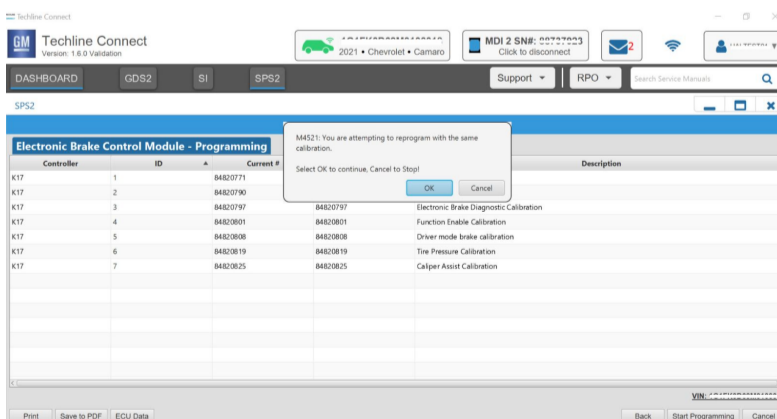 Techline Connect
GM
Techline Connect
Version: 1.6.0 Validation
2021 • Chevrolet • Camaro
MDI 2 SN#:
Click to disconnect
2
DASHBOARD
GDS2
SI
SPS2
Support
RPO
Search Service Manuals
SPS2
M4521: You are attempting to reprogram with the same
calibration.
Select OK to continue, Cancel to Stop!
OK
Cancel
Electronic Brake Control Module - Programming
Controller ID Current # Description
K17 1 84820771
K17 2 84820790
K17 3 84820797 84820797 Electronic Brake Diagnostic Calibration
K17 4 84820801 84820801 Function Enable Calibration
K17 5 84820808 84820808 Driver mode brake calibration
K17 6 84820819 84820819 Tire Pressure Calibration
K17 7 84820825 84820825 Caliper Assist Calibration
VIN:
Print
Save to PDF
ECU Data
Back
Start Programming
Cancel